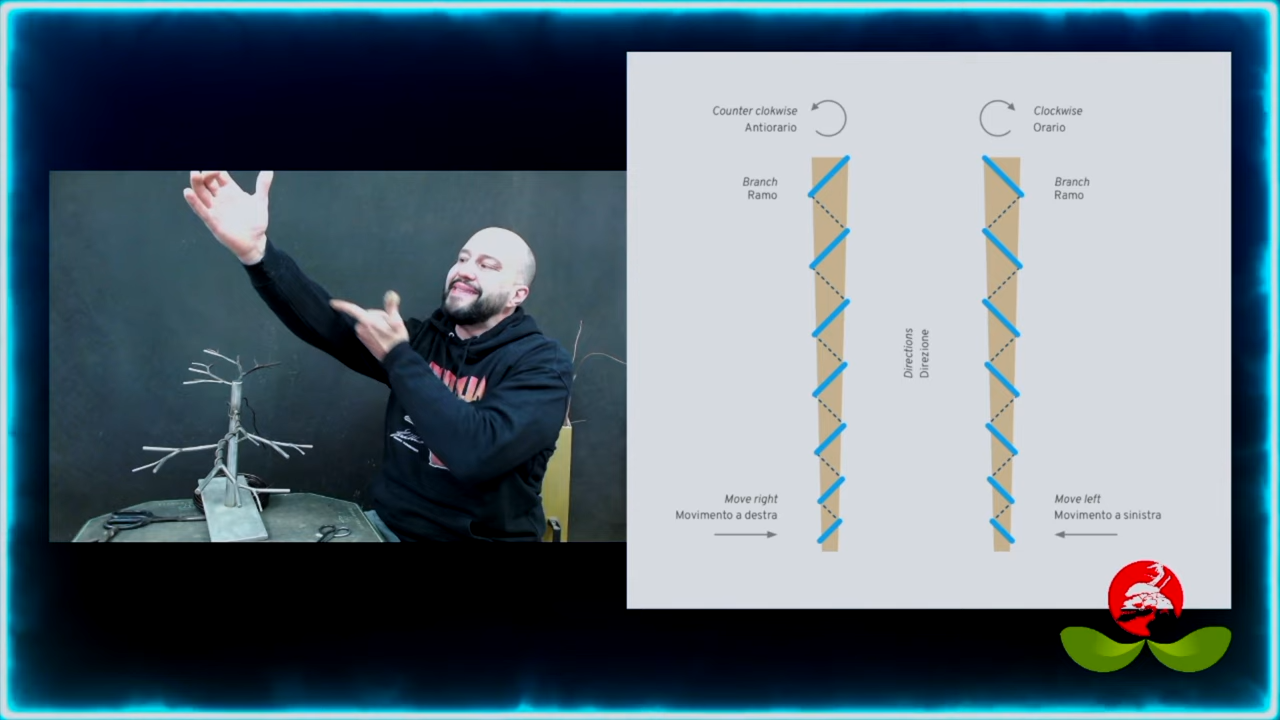 Counter clokwise
Antiorario
Clockwise
Orario
Branch
Ramo
Branch
Ramo
Directions
Direzione
Move right
Movimento a destra
Move left
Movimento a sinistra